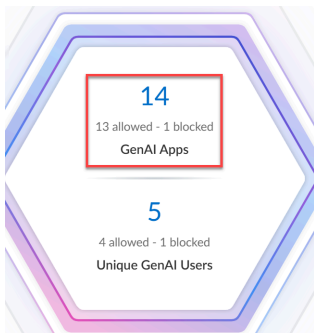 14
13 allowed - 1 blocked
GenAI Apps
5
4 allowed - 1 blocked
Unique GenAI Users